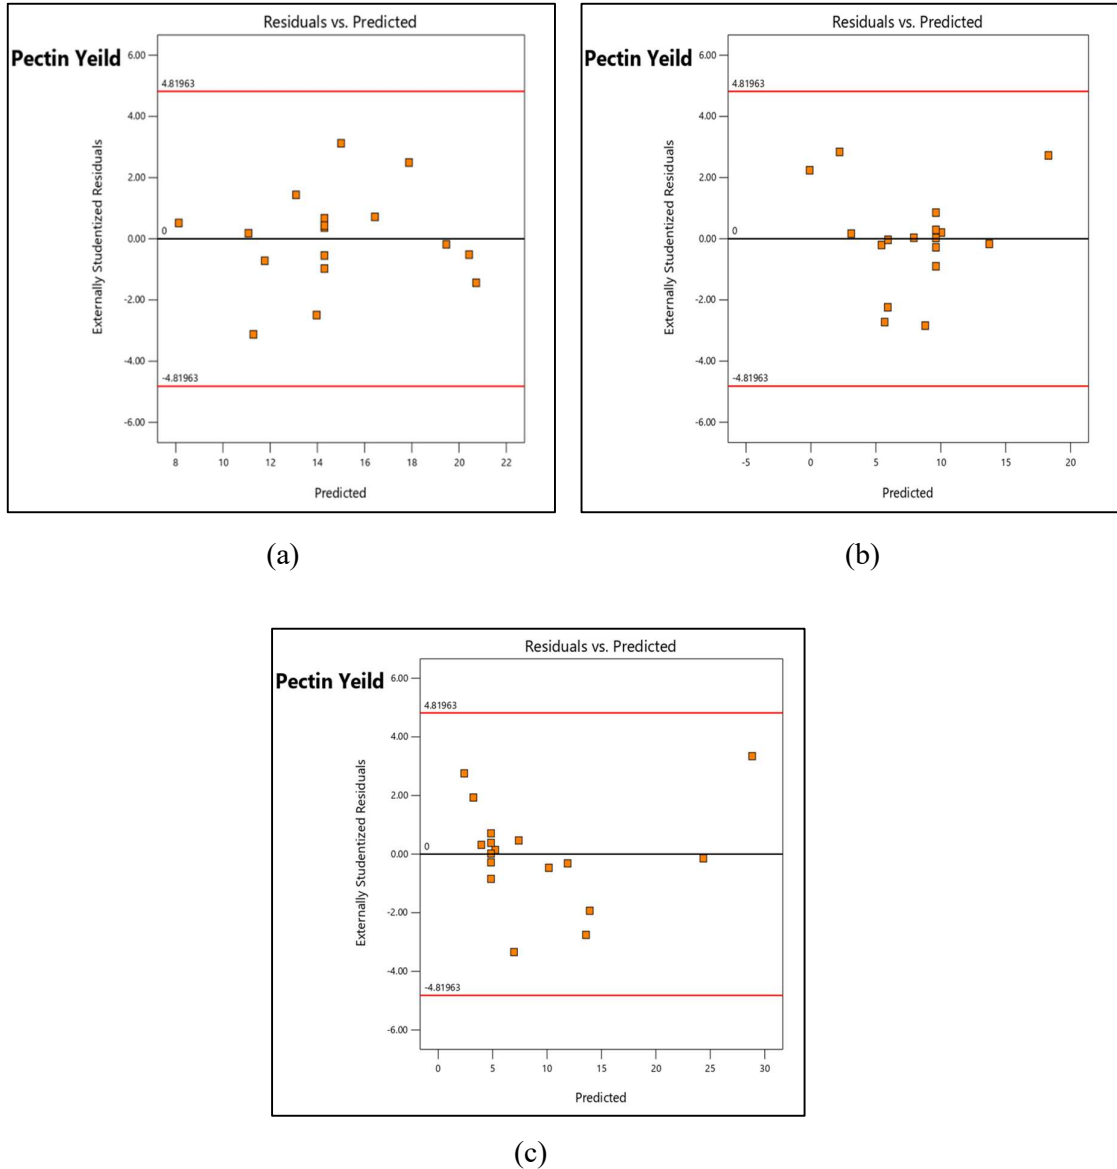 Residuals vs. Predicted
Pectin Yeild
Externally Studentized Residuals
6.00
4.00
2.00
0.00
-2.00
-4.00
-6.00
4.81963
0
-4.81963
8 10 12 14 16 18 20 22
Predicted
(a)
Residuals vs. Predicted
Pectin Yeild
Externally Studentized Residuals
6.00
4.00
2.00
0.00
-2.00
-4.00
-6.00
4.81963
0
-4.81963
-5 0 5 10 15 20
Predicted
(b)
Residuals vs. Predicted
Pectin Yeild
Externally Studentized Residuals
6.00
4.00
2.00
0.00
-2.00
-4.00
-6.00
4.81963
0
-4.81963
0 5 10 15 20 25 30
Predicted
(c)